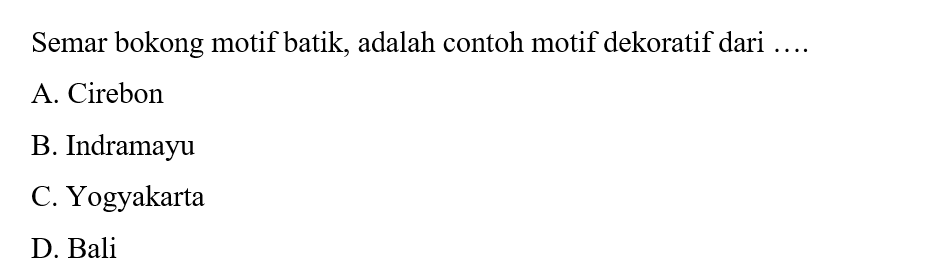 Semar bokong motif batik, adalah contoh motif dekoratif dari ….
A. Cirebon
B. Indramayu
C. Yogyakarta
D. Bali